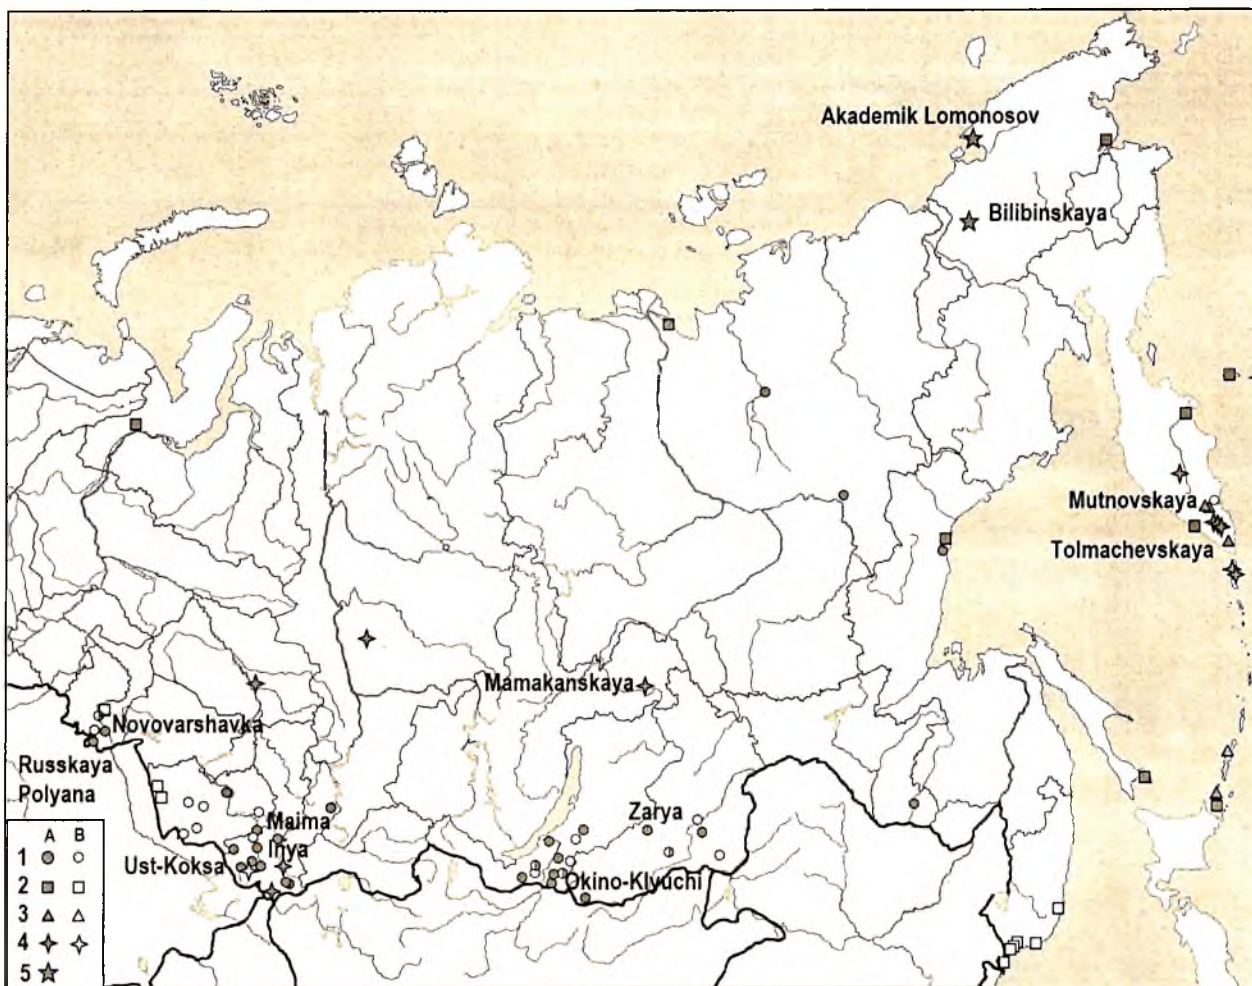 Akademik Lomonosov
Bilibinskaya
Mutnovskaya
Tolmachevskaya
Mamakanskaya
Novovarshavka
Russkaya
Polyana
Zarya
Maima
Inya
Ust-Koksa
Okino-Klyuchi
A B
1
2
3
4
5